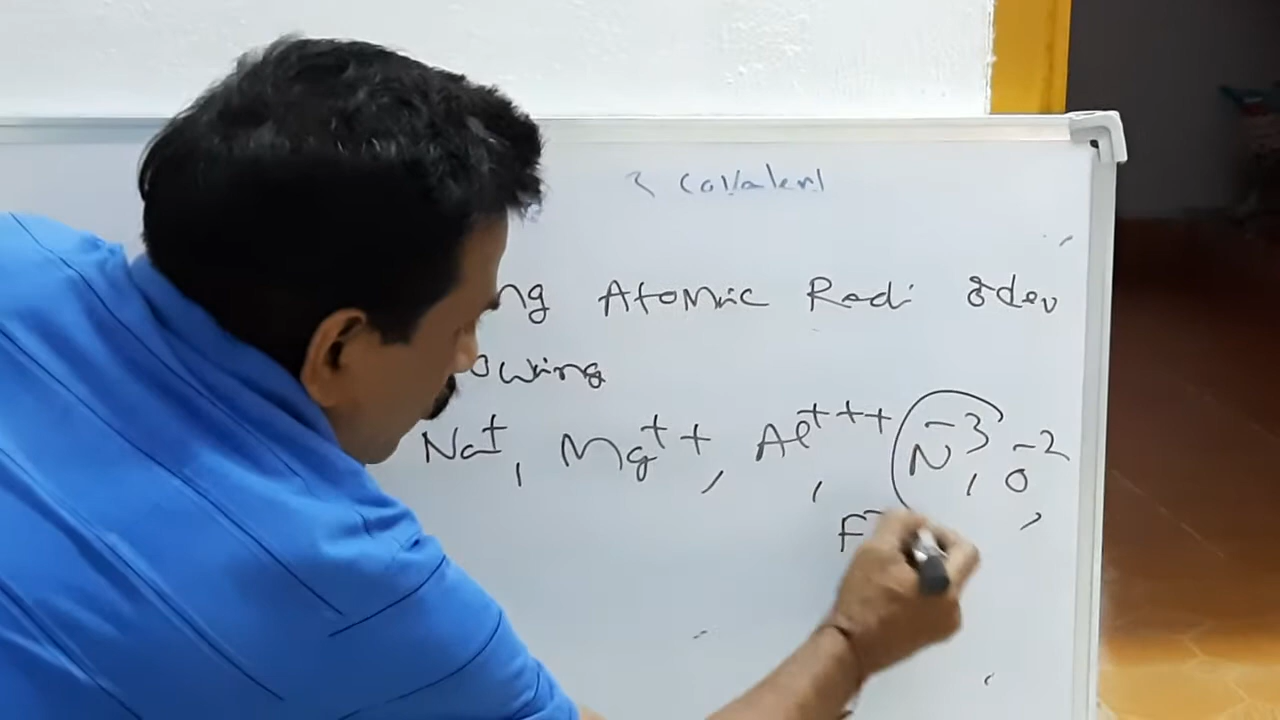 covalent
ng Atomic Radi order
owing
Na+, Mg++, Al+++, N-3, O-2,
F-